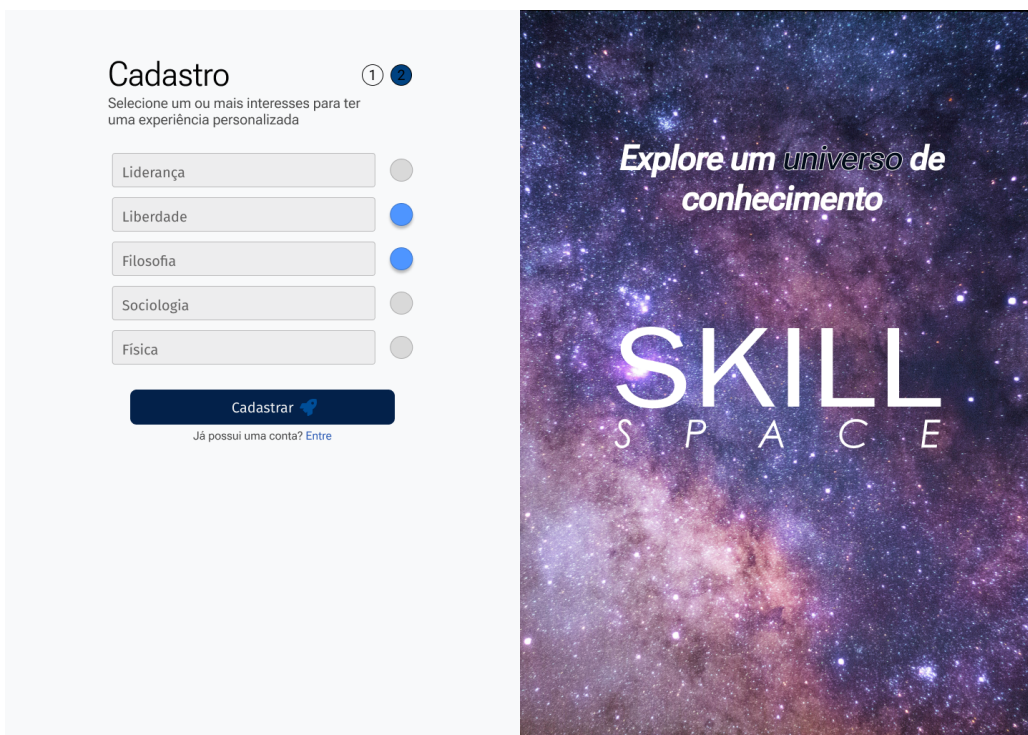 Cadastro
1 2
Selecione um ou mais interesses para ter
uma experiência personalizada
Liderança
Liberdade
Filosofia
Sociologia
Física
Cadastrar
Já possui uma conta? Entre
Explore um universo de
conhecimento
SKILL
SPACE